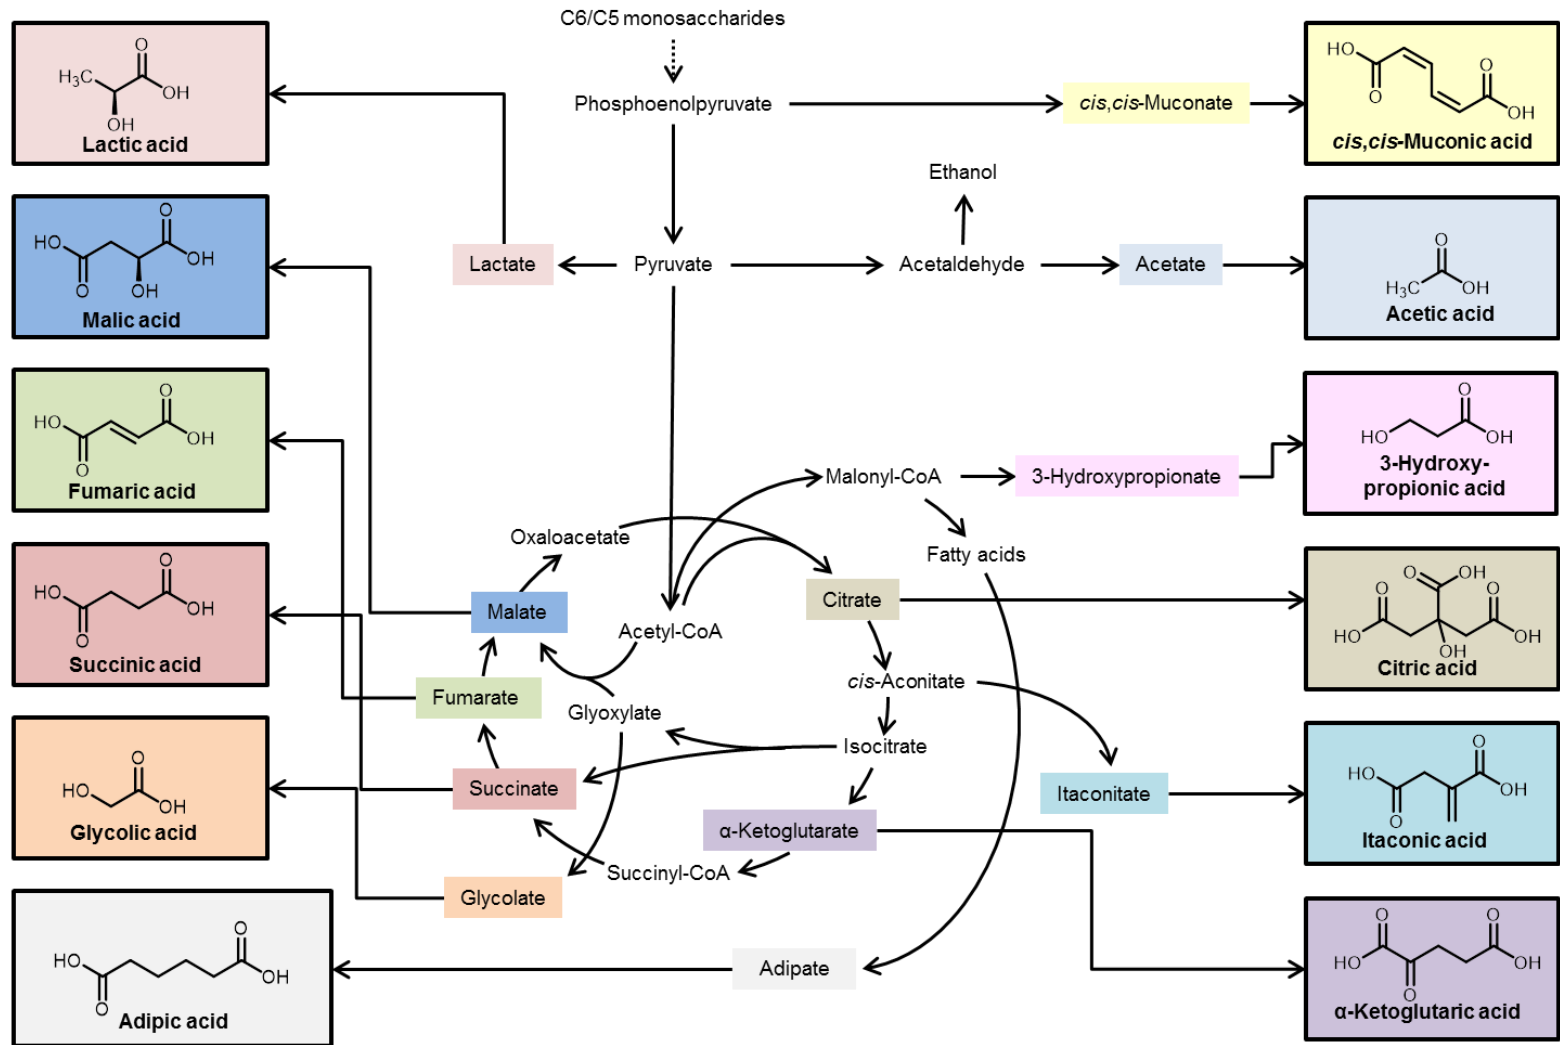 C6/C5 monosaccharides
Phosphoenolpyruvate
cis,cis-Muconate
Ethanol
Lactate
Pyruvate
Acetaldehyde
Acetate
Malonyl-CoA
3-Hydroxypropionate
Oxaloacetate
Fatty acids
Malate
Acetyl-CoA
Citrate
Fumarate
Glyoxylate
cis-Aconitate
Isocitrate
Succinate
Itaconitate
α-Ketoglutarate
Succinyl-CoA
Glycolate
Adipate
O
H₃C
OH
OH
Lactic acid
O
HO
OH
O
OH
Malic acid
O
HO
OH
O
Fumaric acid
O
HO
OH
O
Succinic acid
O
HO
OH
Glycolic acid
O
HO
OH
O
Adipic acid
HO
O
O
OH
cis,cis-Muconic acid
O
H₃C
OH
Acetic acid
O
HO
OH
3-Hydroxy-
propionic acid
O
OH
O
O
HO
OH
OH
Citric acid
O
HO
OH
O
Itaconic acid
O
O
HO
OH
O
α-Ketoglutaric acid